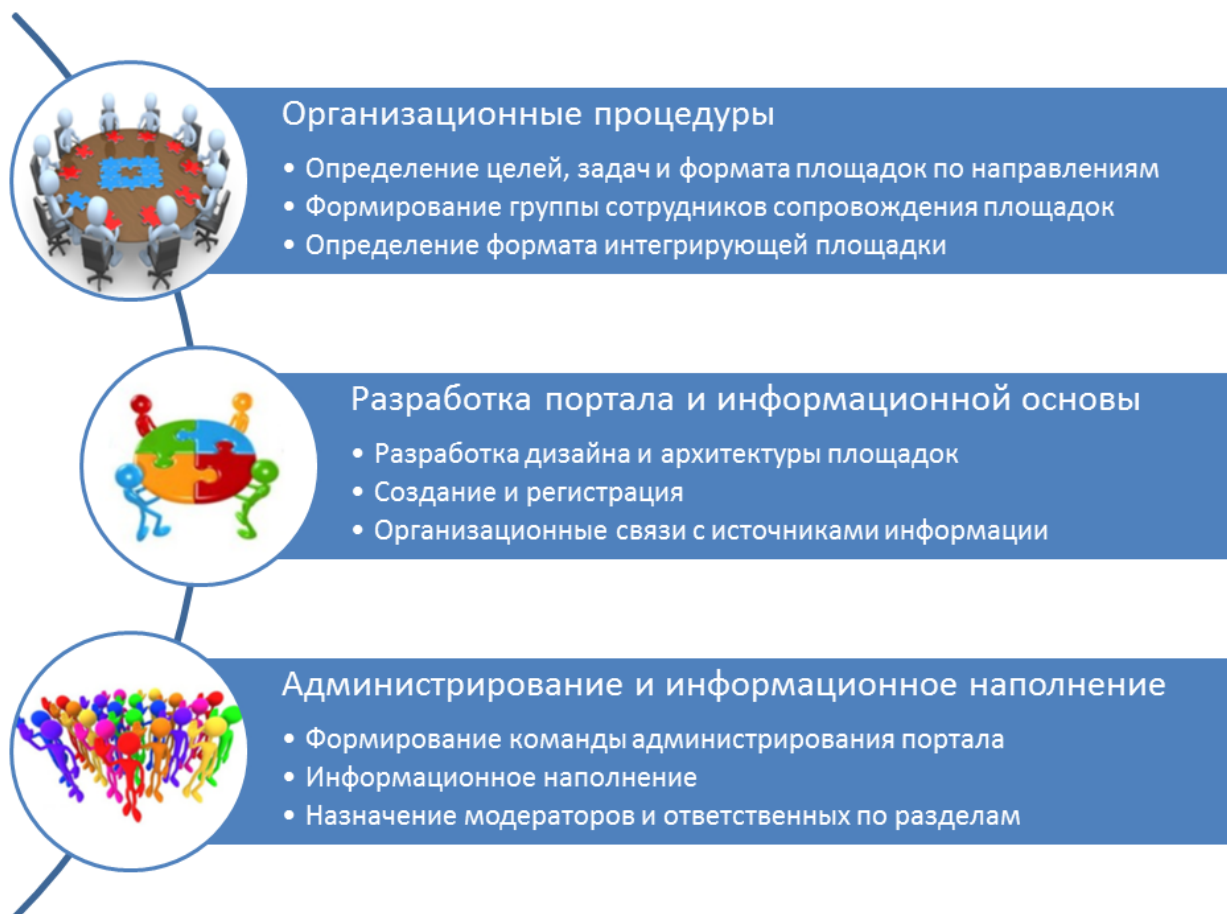 Организационные процедуры
• Определение целей, задач и формата площадок по направлениям
• Формирование группы сотрудников сопровождения площадок
• Определение формата интегрирующей площадки
Разработка портала и информационной основы
• Разработка дизайна и архитектуры площадок
• Создание и регистрация
• Организационные связи с источниками информации
Администрирование и информационное наполнение
• Формирование команды администрирования портала
• Информационное наполнение
• Назначение модераторов и ответственных по разделам